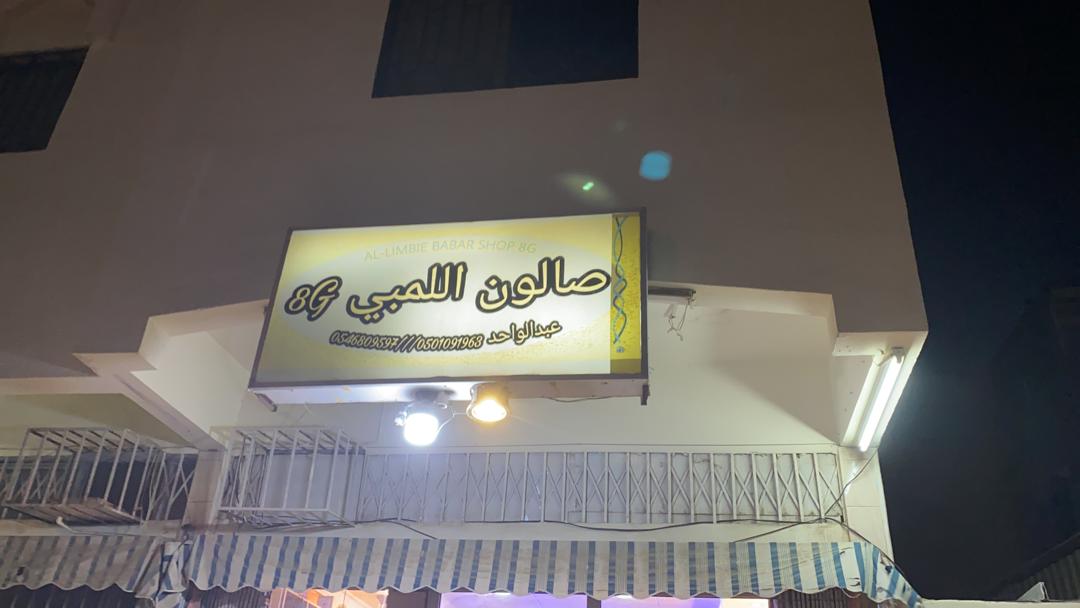 AL-LIMBIE BABAR SHOP 8G
صالون اللمبي 8G
عبدالواحد 0501091963///0546809597